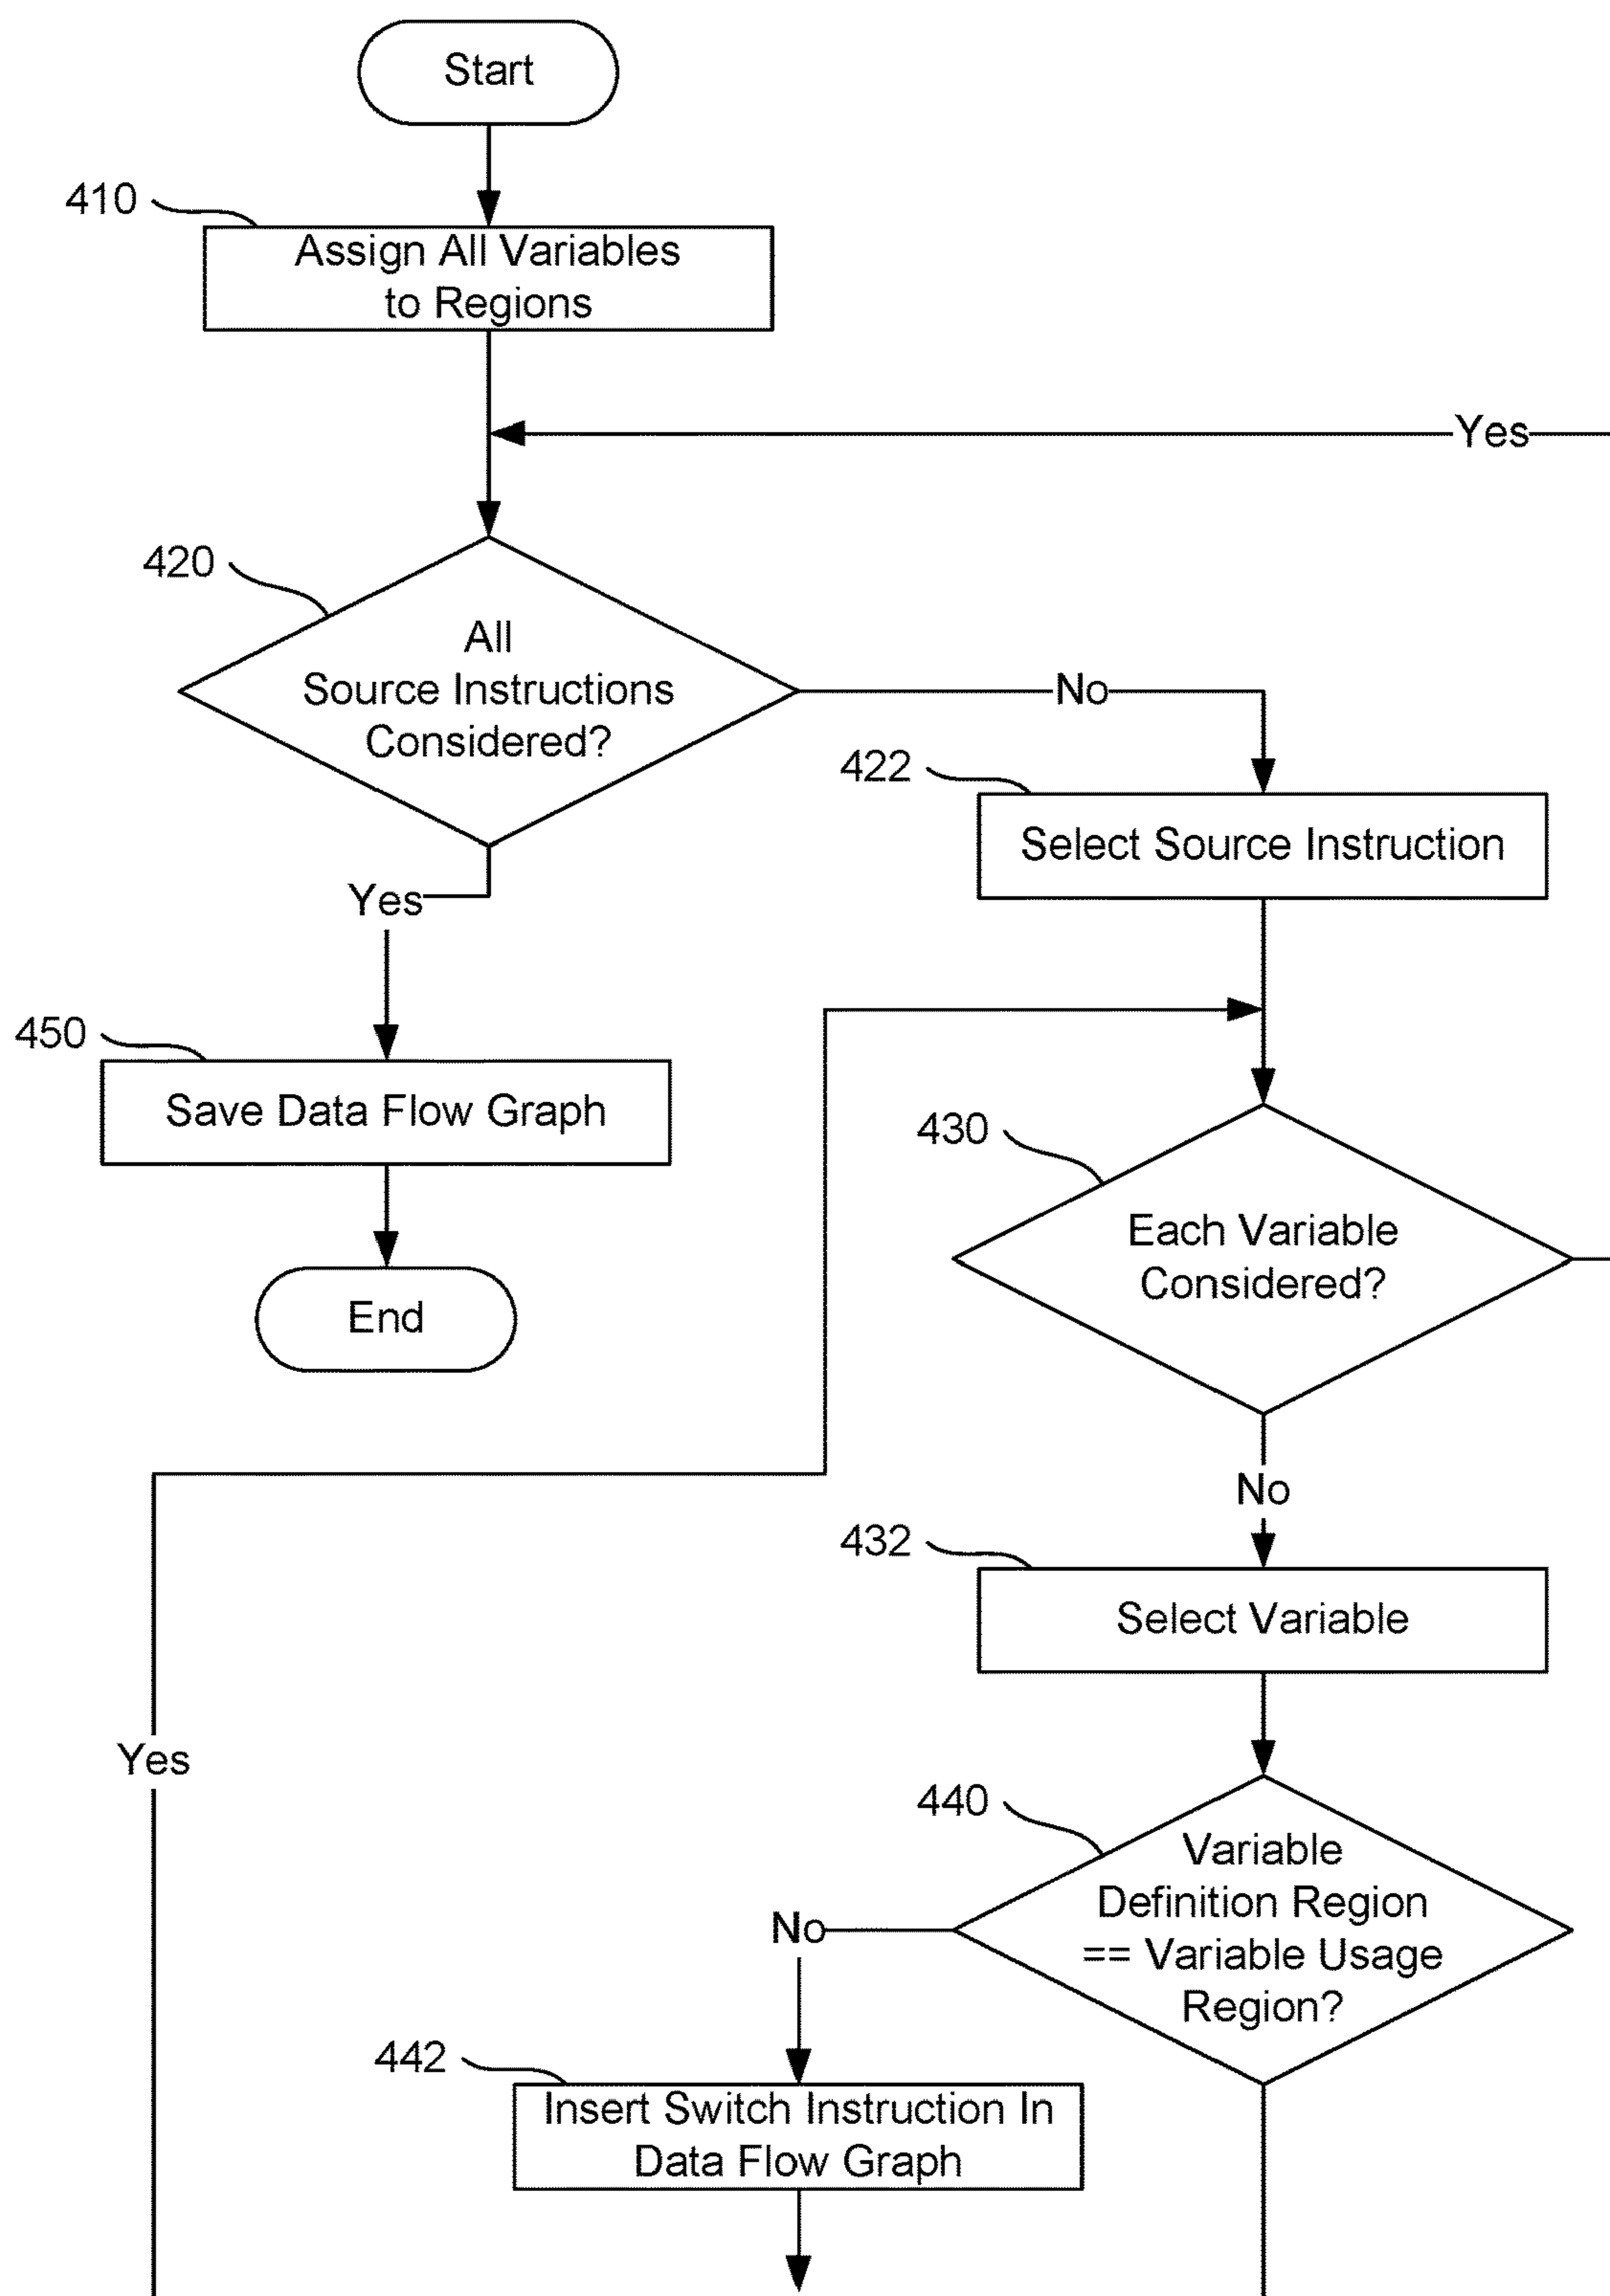 Start
410
Assign All Variables
to Regions
Yes
420
All
Source Instructions
Considered?
No
422
Select Source Instruction
Yes
450
Save Data Flow Graph
430
Each Variable
Considered?
End
No
432
Select Variable
Yes
440
Variable
Definition Region
== Variable Usage
Region?
No
442
Insert Switch Instruction In
Data Flow Graph